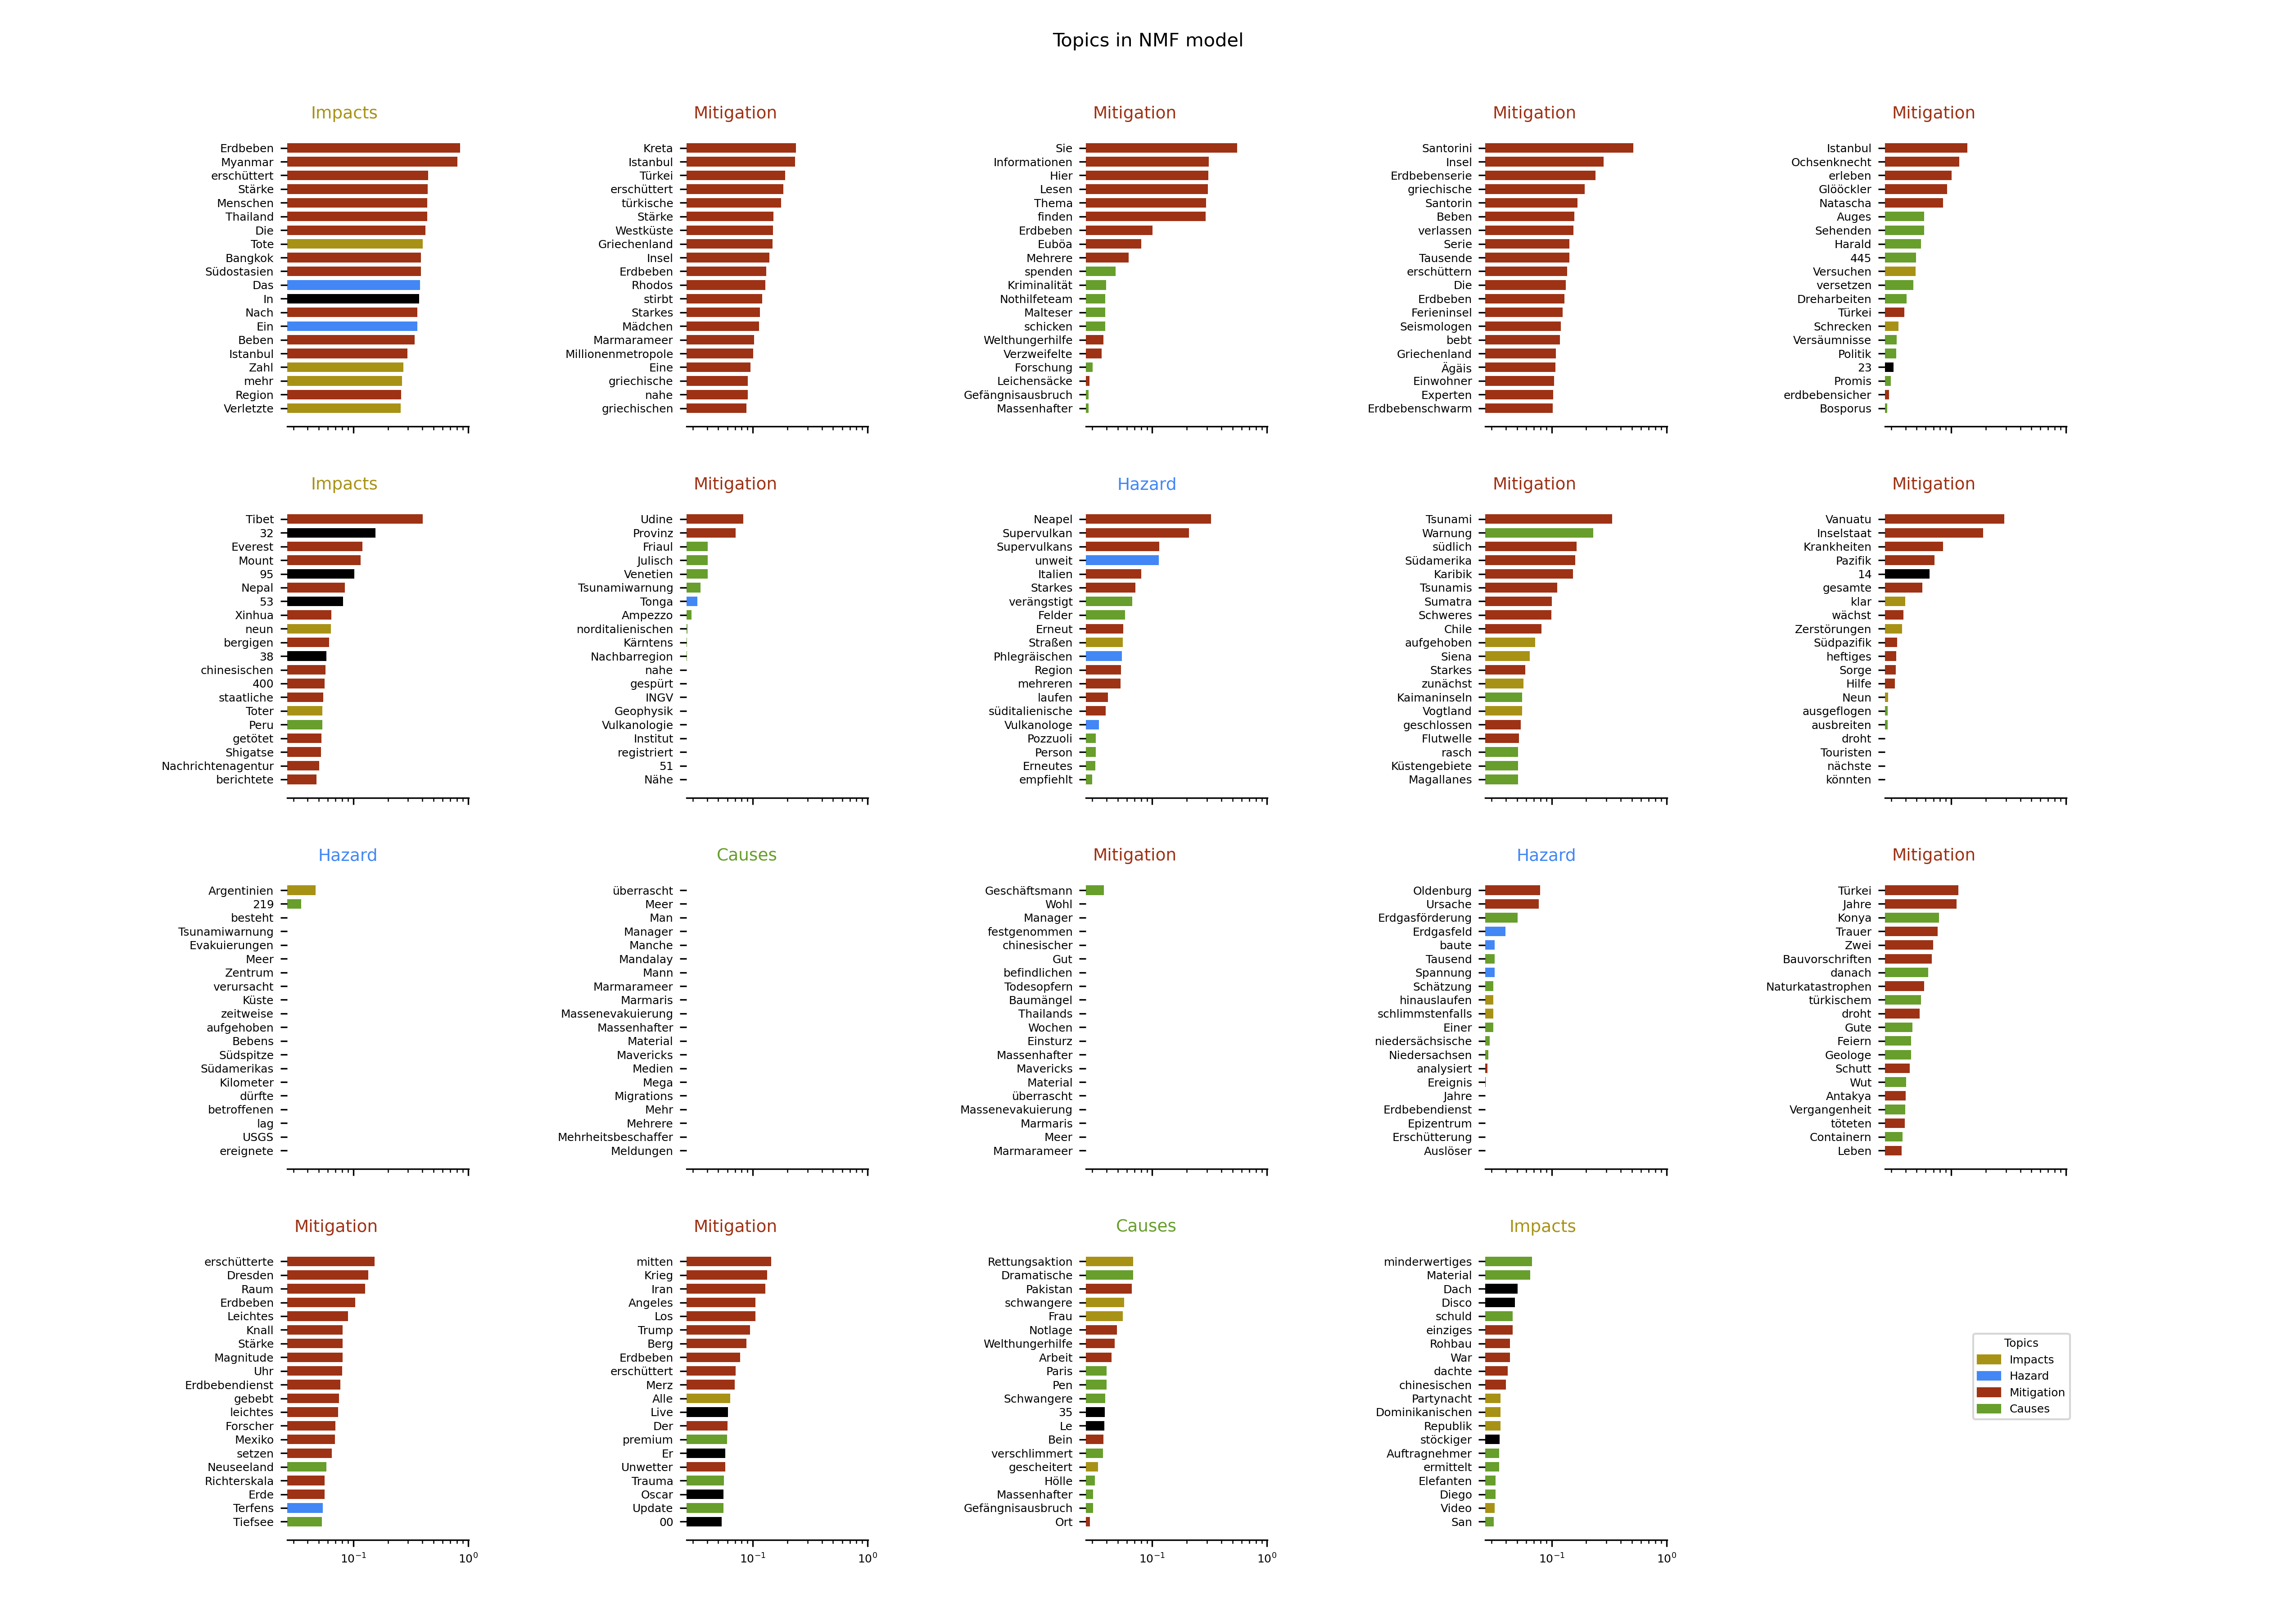 Topics in NMF model
Impacts
Erdbeben
Myanmar
erschüttert
Stärke
Menschen
Thailand
Die
Tote
Bangkok
Südostasien
Das
In
Nach
Ein
Beben
Istanbul
Zahl
mehr
Region
Verletzte
Mitigation
Kreta
Istanbul
Türkei
erschüttert
türkische
Stärke
Westküste
Griechenland
Insel
Erdbeben
Rhodos
stirbt
Starkes
Mädchen
Marmarameer
Millionenmetropole
Eine
griechische
nahe
griechischen
Mitigation
Sie
Informationen
Hier
Lesen
Thema
finden
Erdbeben
Euböa
Mehrere
spenden
Kriminalität
Nothilfeteam
Malteser
schicken
Welthungerhilfe
Verzweifelte
Forschung
Leichensäcke
Gefängnisausbruch
Massenhafter
Mitigation
Santorini
Insel
Erdbebenserie
griechische
Santorin
Beben
verlassen
Serie
Tausende
erschüttern
Die
Erdbeben
Ferieninsel
Seismologen
bebt
Griechenland
Ägäis
Einwohner
Experten
Erdbebenschwarm
Mitigation
Istanbul
Ochsenknecht
erleben
Glööckler
Natascha
Auges
Sehenden
Harald
445
Versuchen
versetzen
Dreharbeiten
Türkei
Schrecken
Versäumnisse
Politik
23
Promis
erdbebensicher
Bosporus
Impacts
Tibet
32
Everest
Mount
95
Nepal
53
Xinhua
neun
bergigen
38
chinesischen
400
staatliche
Toter
Peru
getötet
Shigatse
Nachrichtenagentur
berichtete
Mitigation
Udine
Provinz
Friaul
Julisch
Venetien
Tsunamiwarnung
Tonga
Ampezzo
norditalienischen
Kärntens
Nachbarregion
nahe
gespürt
INGV
Geophysik
Vulkanologie
Institut
registriert
51
Nähe
Hazard
Neapel
Supervulkan
Supervulkans
unweit
Italien
Starkes
verängstigt
Felder
Erneut
Straßen
Phlegräischen
Region
mehreren
laufen
süditalienische
Vulkanologe
Pozzuoli
Person
Erneutes
empfiehlt
Mitigation
Tsunami
Warnung
südlich
Südamerika
Karibik
Tsunamis
Sumatra
Schweres
Chile
aufgehoben
Siena
Starkes
zunächst
Kaimaninseln
Vogtland
geschlossen
Flutwelle
rasch
Küstengebiete
Magallanes
Mitigation
Vanuatu
Inselstaat
Krankheiten
Pazifik
14
gesamte
klar
wächst
Zerstörungen
Südpazifik
heftiges
Sorge
Hilfe
Neun
ausgeflogen
ausbreiten
droht
Touristen
nächste
könnten
Hazard
Argentinien
219
besteht
Tsunamiwarnung
Evakuierungen
Meer
Zentrum
verursacht
Küste
zeitweise
aufgehoben
Bebens
Südspitze
Südamerikas
Kilometer
dürfte
betroffenen
lag
USGS
ereignete
Causes
überrascht
Meer
Man
Manager
Manche
Mandalay
Mann
Marmarameer
Marmaris
Massenevakuierung
Massenhafter
Material
Mavericks
Medien
Mega
Migrations
Mehr
Mehrere
Mehrheitsbeschaffer
Meldungen
Mitigation
Geschäftsmann
Wohl
Manager
festgenommen
chinesischer
Gut
befindlichen
Todesopfern
Baumängel
Thailands
Wochen
Einsturz
Massenhafter
Mavericks
Material
überrascht
Massenevakuierung
Marmaris
Meer
Marmarameer
Hazard
Oldenburg
Ursache
Erdgasförderung
Erdgasfeld
baute
Tausend
Spannung
Schätzung
hinauslaufen
schlimmstenfalls
Einer
niedersächsische
Niedersachsen
analysiert
Ereignis
Jahre
Erdbebendienst
Epizentrum
Erschütterung
Auslöser
Mitigation
Türkei
Jahre
Konya
Trauer
Zwei
Bauvorschriften
danach
Naturkatastrophen
türkischem
droht
Gute
Feiern
Geologe
Schutt
Wut
Antakya
Vergangenheit
töteten
Containern
Leben
Mitigation
erschütterte
Dresden
Raum
Erdbeben
Leichtes
Knall
Stärke
Magnitude
Uhr
Erdbebendienst
gebebt
leichtes
Forscher
Mexiko
setzen
Neuseeland
Richterskala
Erde
Terfens
Tiefsee
10⁻¹ 10⁰
Mitigation
mitten
Krieg
Iran
Angeles
Los
Trump
Berg
Erdbeben
erschüttert
Merz
Alle
Live
Der
premium
Er
Unwetter
Trauma
Oscar
Update
00
10⁻¹ 10⁰
Causes
Rettungsaktion
Dramatische
Pakistan
schwangere
Frau
Notlage
Welthungerhilfe
Arbeit
Paris
Pen
Schwangere
35
Le
Bein
verschlimmert
gescheitert
Hölle
Massenhafter
Gefängnisausbruch
Ort
10⁻¹ 10⁰
Impacts
minderwertiges
Material
Dach
Disco
schuld
einziges
Rohbau
War
dachte
chinesischen
Partynacht
Dominikanischen
Republik
stöckiger
Auftragnehmer
ermittelt
Elefanten
Diego
Video
San
10⁻¹ 10⁰
Topics
Impacts
Hazard
Mitigation
Causes